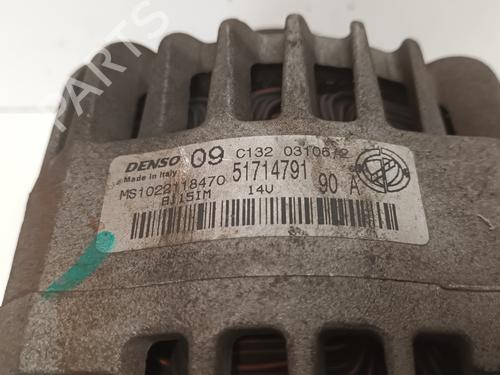 DENSO 09 C132 0310672
Made in Italy
MS1022118470 51714791 90 A
BJ15IM 14V
PARTS